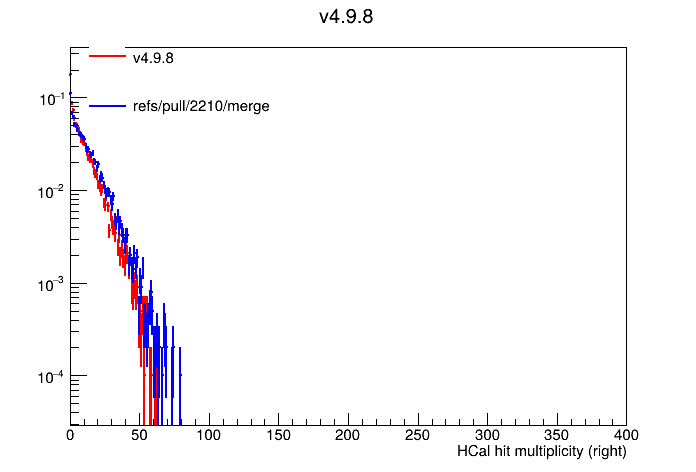 v4.9.8
v4.9.8
refs/pull/2210/merge
10⁻¹
10⁻²
10⁻³
10⁻⁴
0 50 100 150 200 250 300 350 400
HCal hit multiplicity (right)